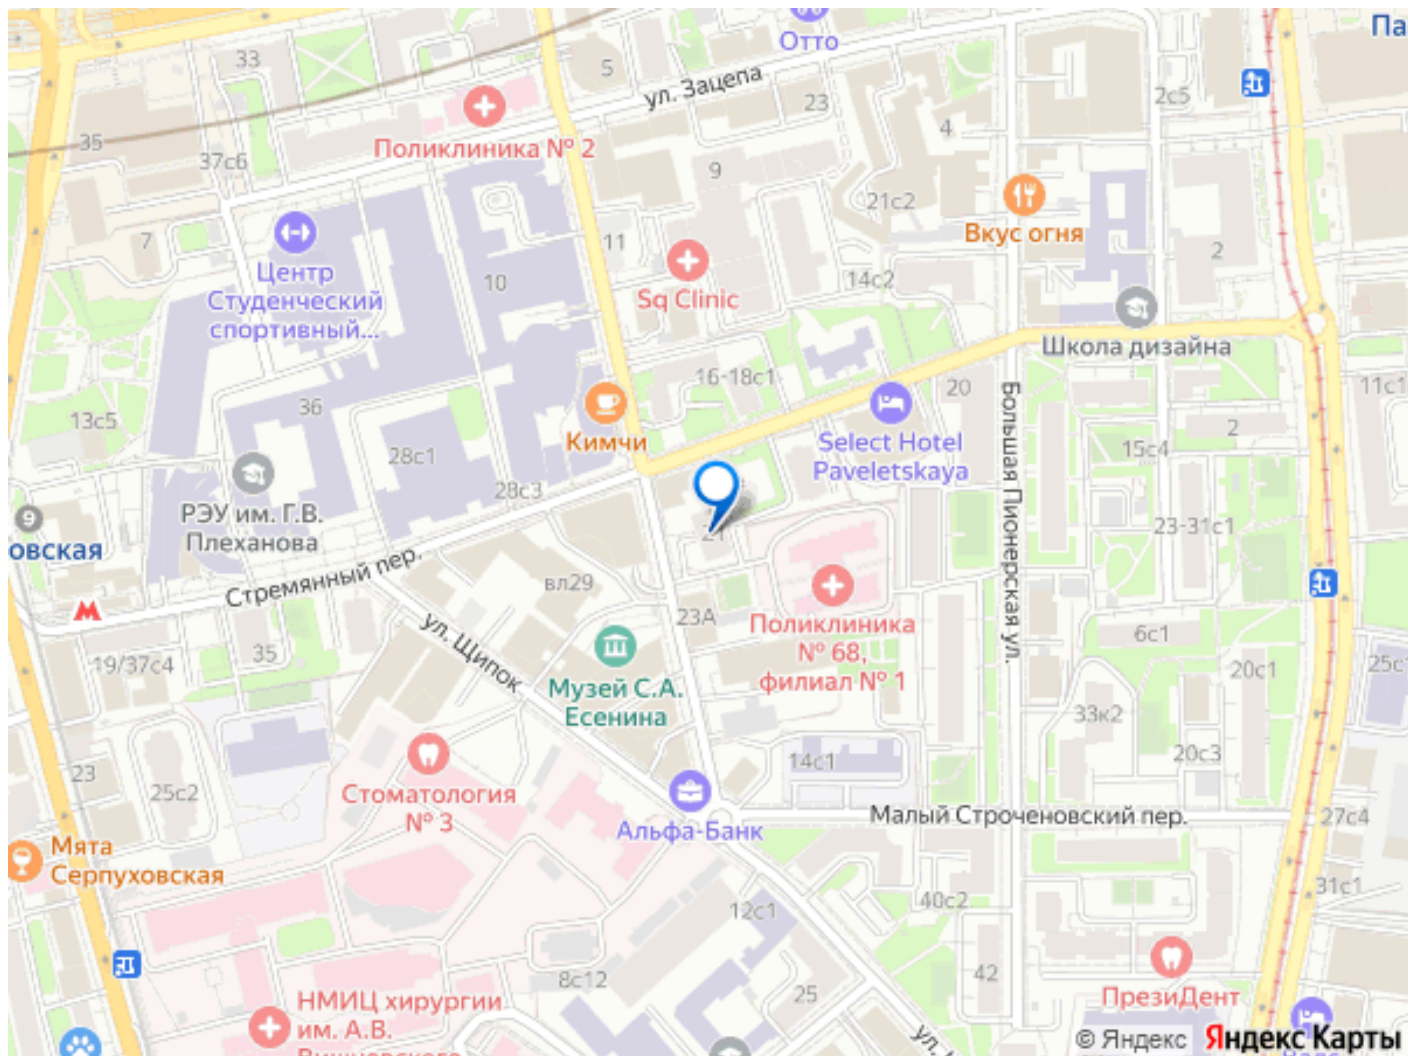 Па
Отто
33
5
ул. Зацепа
23
2с5
35
Поликлиника № 2
4
37с6
9
21с2
Вкус огня
7
11
2
Центр
Студенческий
спортивный...
10
Sq Clinic
14с2
Школа дизайна
16-18с1
20
11с1
13с5
36
Кимчи
Select Hotel
Paveletskaya
2
28с1
15с4
28с3
9
РЭУ им. Г.В.
Плеханова
Большая Пионерская ул.
23-31с1
овская
21
Стремянный пер.
вл29
23А
Поликлиника
№ 68,
филиал № 1
6с1
ул. Щипок
19/37с4
35
Музей С.А.
Есенина
20с1
25с1
33к2
14с1
20с3
23
25с2
Стоматология
№ 3
Альфа-Банк
Малый Строченовский пер.
27с4
Мята
Серпуховская
31с1
40с2
12с1
42
8с12
25
НМИЦ хирургии
им. А.В.
Вишневского
ПрезиДент
ул.
© Яндекс Яндекс Карты